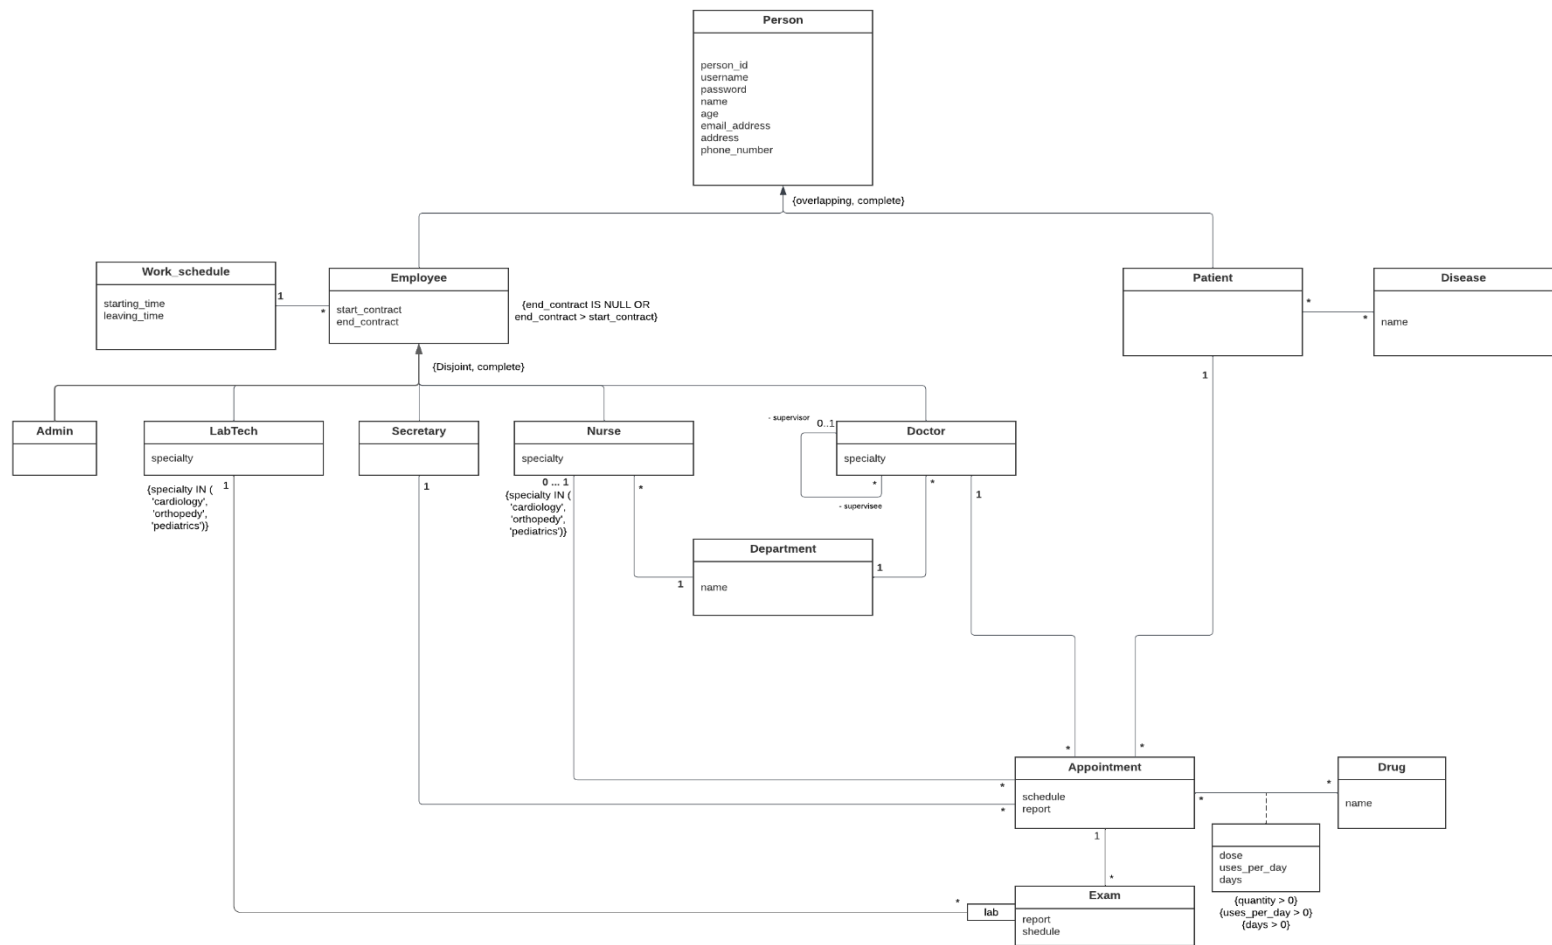 Person
person_id
username
password
name
age
email_address
address
phone_number
{overlapping, complete}
Work_schedule
starting_time
leaving_time
1
*
Employee
start_contract
end_contract
{end_contract IS NULL OR
end_contract > start_contract}
Patient
*
*
Disease
name
{Disjoint, complete}
1
Admin
LabTech
specialty
{specialty IN (
'cardiology',
'orthopedy',
'pediatrics')}
1
Secretary
1
Nurse
specialty
0 ... 1
{specialty IN (
'cardiology',
'orthopedy',
'pediatrics')}
*
- supervisor
0..1
Doctor
specialty
*
- supervisee
*
1
Department
name
1
1
*
*
Appointment
schedule
report
*
*
*
*
Drug
name
dose
uses_per_day
days
{quantity > 0}
{uses_per_day > 0}
{days > 0}
1
*
*
lab
Exam
report
shedule